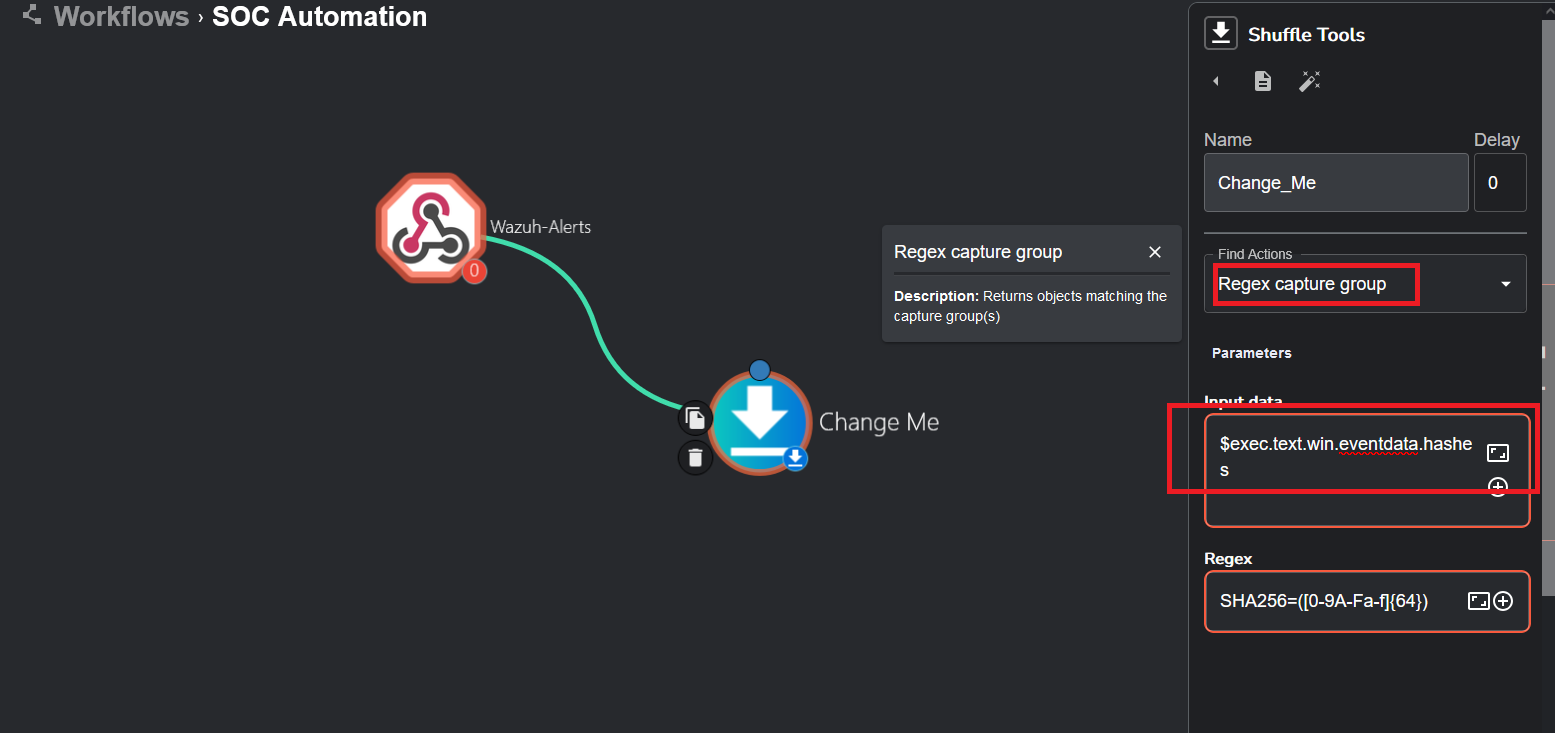 Workflows › SOC Automation
Shuffle Tools
Name
Delay
Change_Me
0
Wazuh-Alerts
0
Regex capture group
Description: Returns objects matching the
capture group(s)
Find Actions
Regex capture group
Parameters
Input data
$exec.text.win.eventdata.hashe
s
Change Me
Regex
SHA256=([0-9A-Fa-f]{64})